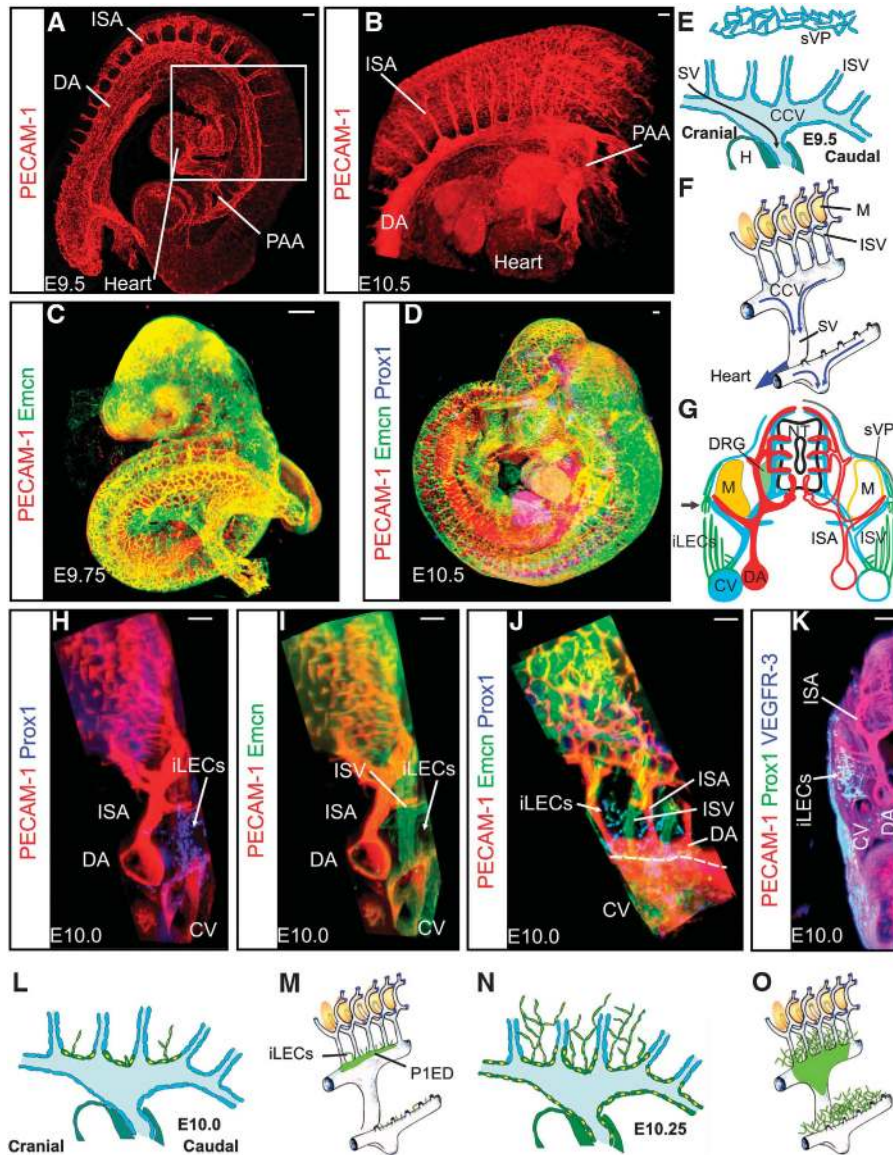 A
ISA
DA
PECAM-1
E9.5
Heart
PAA
B
ISA
PECAM-1
DA
PAA
Heart
E10.5
E
sVP
SV
ISV
CCV
Cranial
E9.5
H
Caudal
F
M
ISV
CCV
SV
Heart
C
PECAM-1 Emcn
E9.75
D
PECAM-1 Emcn Prox1
E10.5
G
NT
sVP
DRG
M
M
iLECs
ISA
ISV
CV
DA
H
PECAM-1 Prox1
iLECs
ISA
DA
CV
E10.0
I
PECAM-1 Emcn
ISV
iLECs
ISA
DA
E10.0
CV
J
PECAM-1 Emcn Prox1
ISA
iLECs
ISV
DA
CV
E10.0
K
PECAM-1 Prox1 VEGFR-3
ISA
iLECs
CV
DA
E10.0
L
E10.0
Cranial
Caudal
M
iLECs
P1ED
N
E10.25
O